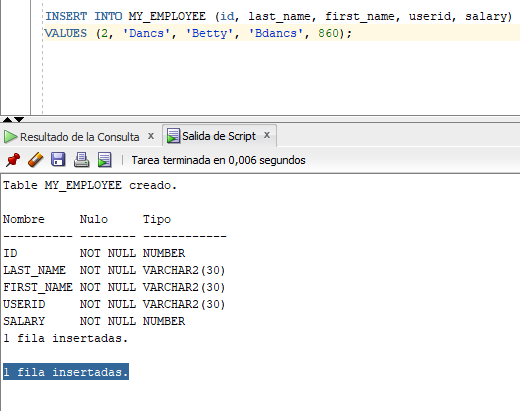 INSERT INTO MY_EMPLOYEE (id, last_name, first_name, userid, salary)
VALUES (2, 'Dancs', 'Betty', 'Bdancs', 860);
Resultado de la Consulta x Salida de Script x
Tarea terminada en 0,006 segundos
Table MY_EMPLOYEE creado.
Nombre     Nulo     Tipo
---------- -------- ------------
ID         NOT NULL NUMBER
LAST_NAME  NOT NULL VARCHAR2(30)
FIRST_NAME NOT NULL VARCHAR2(30)
USERID     NOT NULL VARCHAR2(30)
SALARY     NOT NULL NUMBER
1 fila insertadas.
1 fila insertadas.